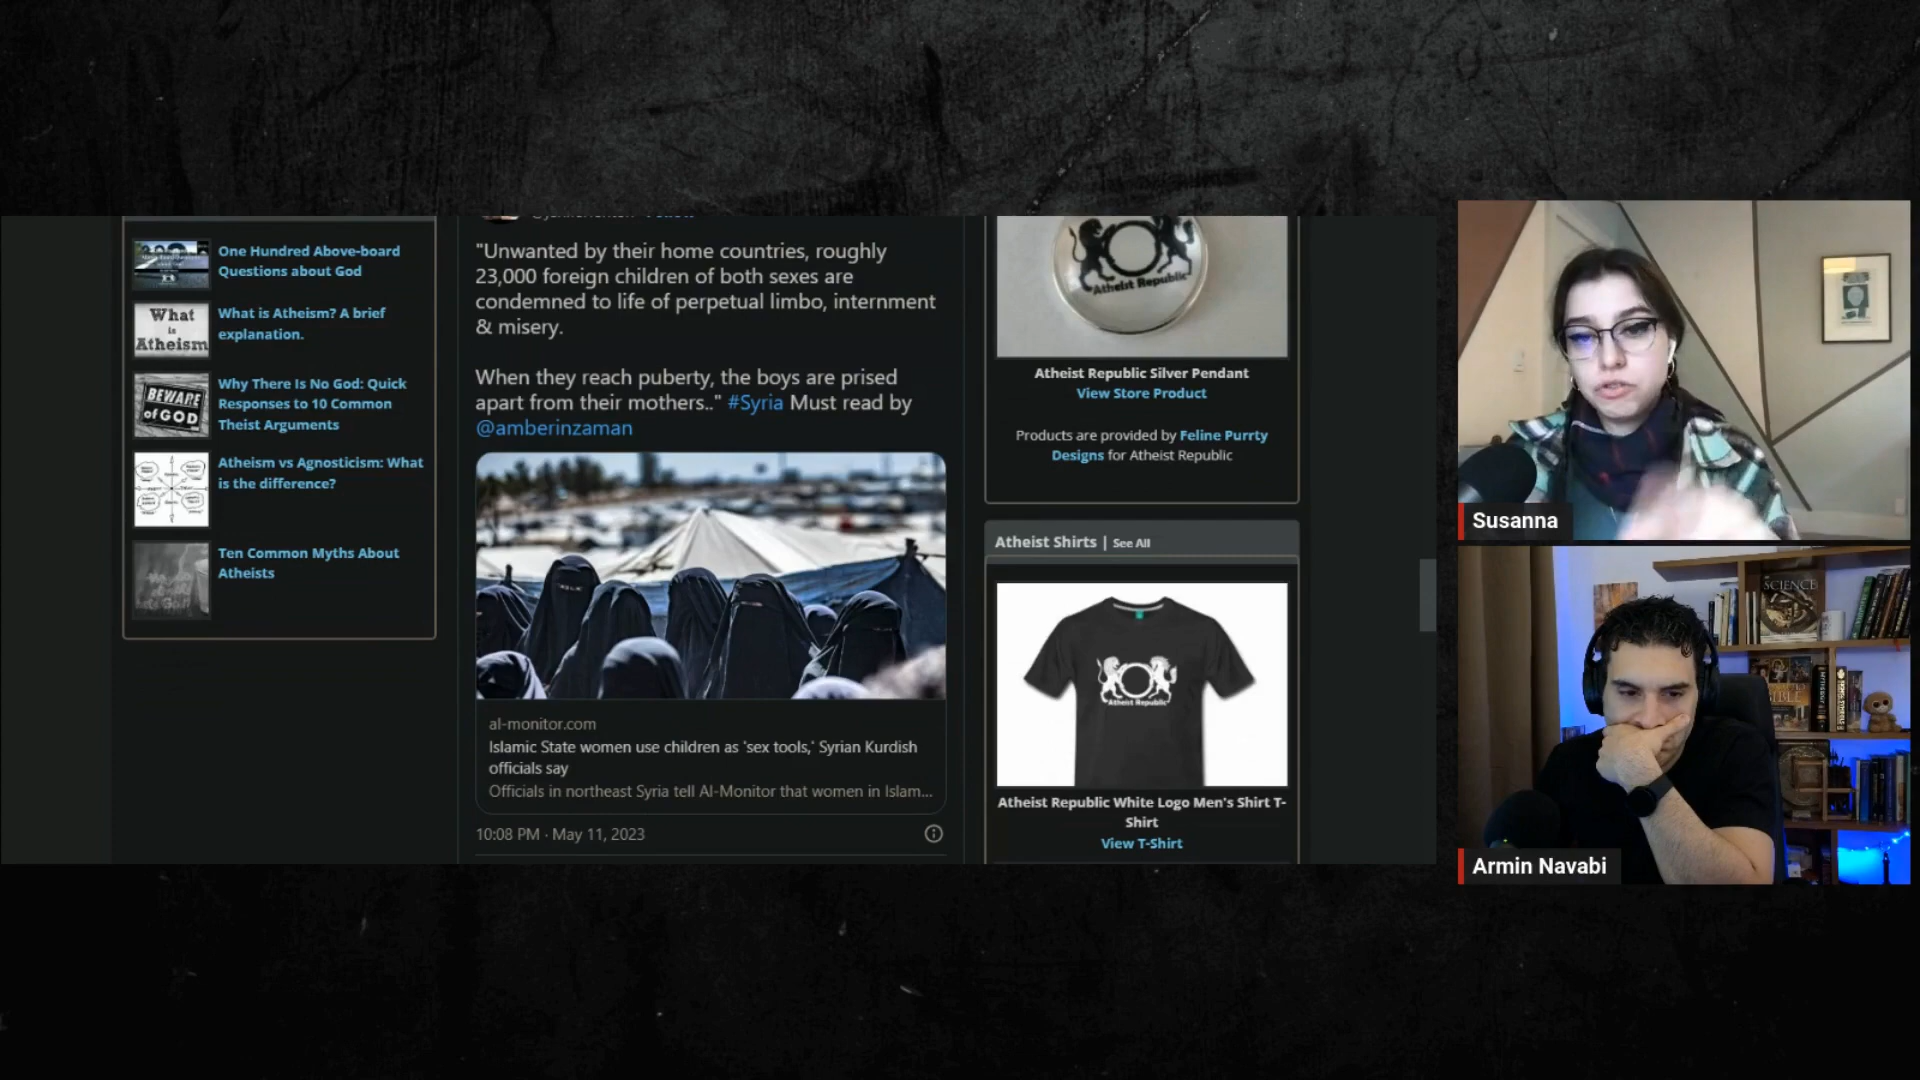 One Hundred Above-board
Questions about God
What
is
Atheism
What is Atheism? A brief
explanation.
BEWARE
of GOD
Why There Is No God: Quick
Responses to 10 Common
Theist Arguments
Atheism vs Agnosticism: What
is the difference?
Ten Common Myths About
Atheists
"Unwanted by their home countries, roughly
23,000 foreign children of both sexes are
condemned to life of perpetual limbo, internment
& misery.
When they reach puberty, the boys are prised
apart from their mothers.." #Syria Must read by
@amberinzaman
al-monitor.com
Islamic State women use children as 'sex tools,' Syrian Kurdish
officials say
Officials in northeast Syria tell Al-Monitor that women in Islam...
10:08 PM · May 11, 2023
Atheist Republic
Atheist Republic Silver Pendant
View Store Product
Products are provided by Feline Purrty
Designs for Atheist Republic
Atheist Shirts | See All
Atheist Republic
Atheist Republic White Logo Men's Shirt T-
Shirt
View T-Shirt
Susanna
SCIENCE
BIBLE
Armin Navabi